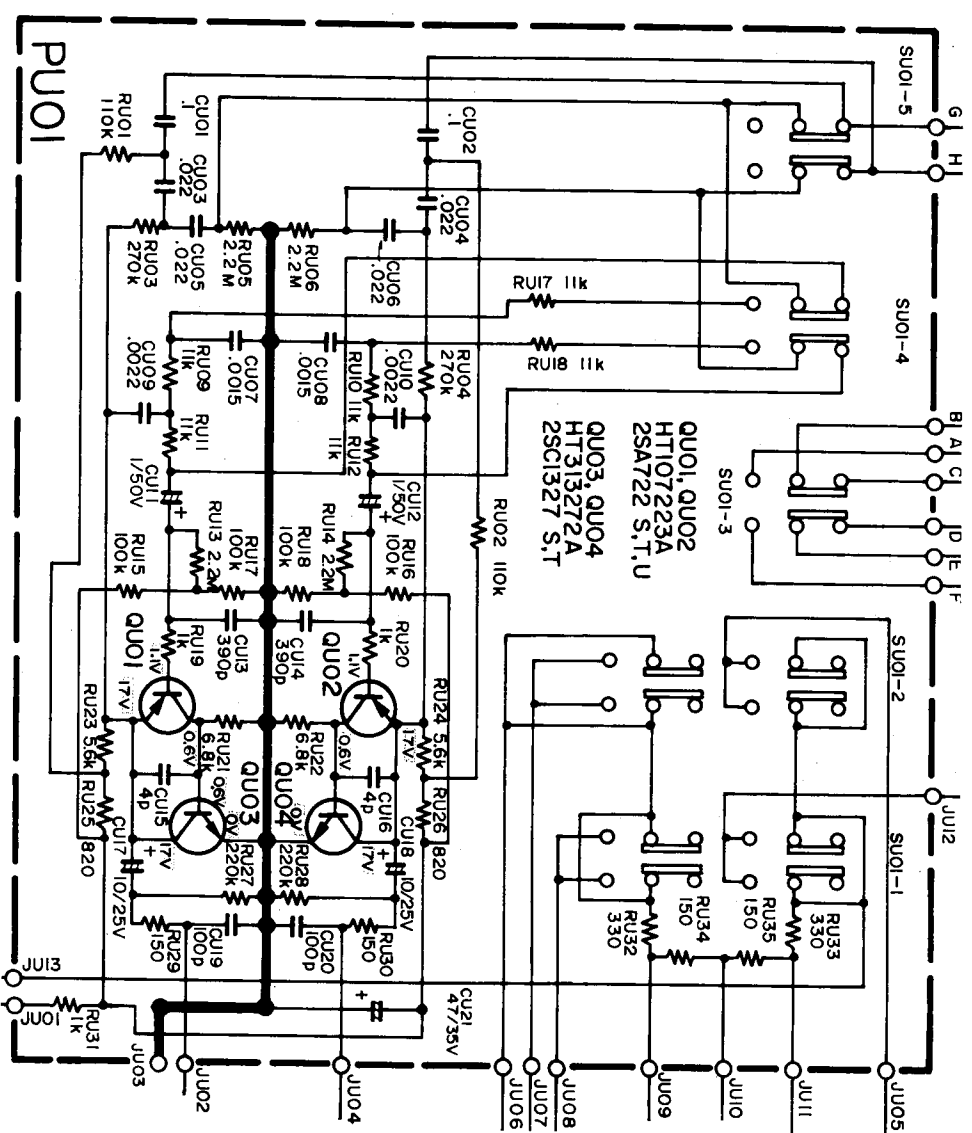 PU01
SU01-5
G
H
CU01
.1
RU01
110k
CU03
.022
CU02
.1
CU04
.022
RU03
270k
CU05
.022
RU05
2.2M
RU06
2.2M
CU06
.022
SU01-4
RU17 11k
RU18 11k
RU09
11k
CU09
.0022
CU07
.0015
CU08
.0015
RU10 11k
CU10
.0022
RU04
270k
RU11
11k
RU12
11k
CU11
1/50V
+
CU12
1/50V
+
B
A
C
D
E
F
SU01-3
QU01, QU02
HT107223A
2SA722 S,T,U
QU03, QU04
HT313272A
2SC1327 S,T
RU02 110k
RU13 2.2M
RU14 2.2M
RU15
100k
RU17
100k
RU18
100k
RU16
100k
RU19
1k
CU13
390p
CU14
390p
RU20
1k
QU01
QU02
1.1V
1.1V
17V
17V
0.6V
0.6V
RU23
5.6k
RU21
6.8k
RU22
6.8k
RU24
5.6k
SU01-2
QU03
QU04
0.6V
0V
0V
CU15
4p
CU16
4p
RU25
820
RU26
820
17V
17V
CU17
10/25V
+
CU18
10/25V
+
RU27
220k
RU28
220k
RU29
150
CU19
100p
CU20
100p
RU30
150
JU12
SU01-1
RU32
330
RU34
150
RU35
150
RU33
330
JU13
JU01
RU31
1k
CU21
47/35V
+
JU03
JU02
JU04
JU06
JU07
JU08
JU09
JU10
JU11
JU05